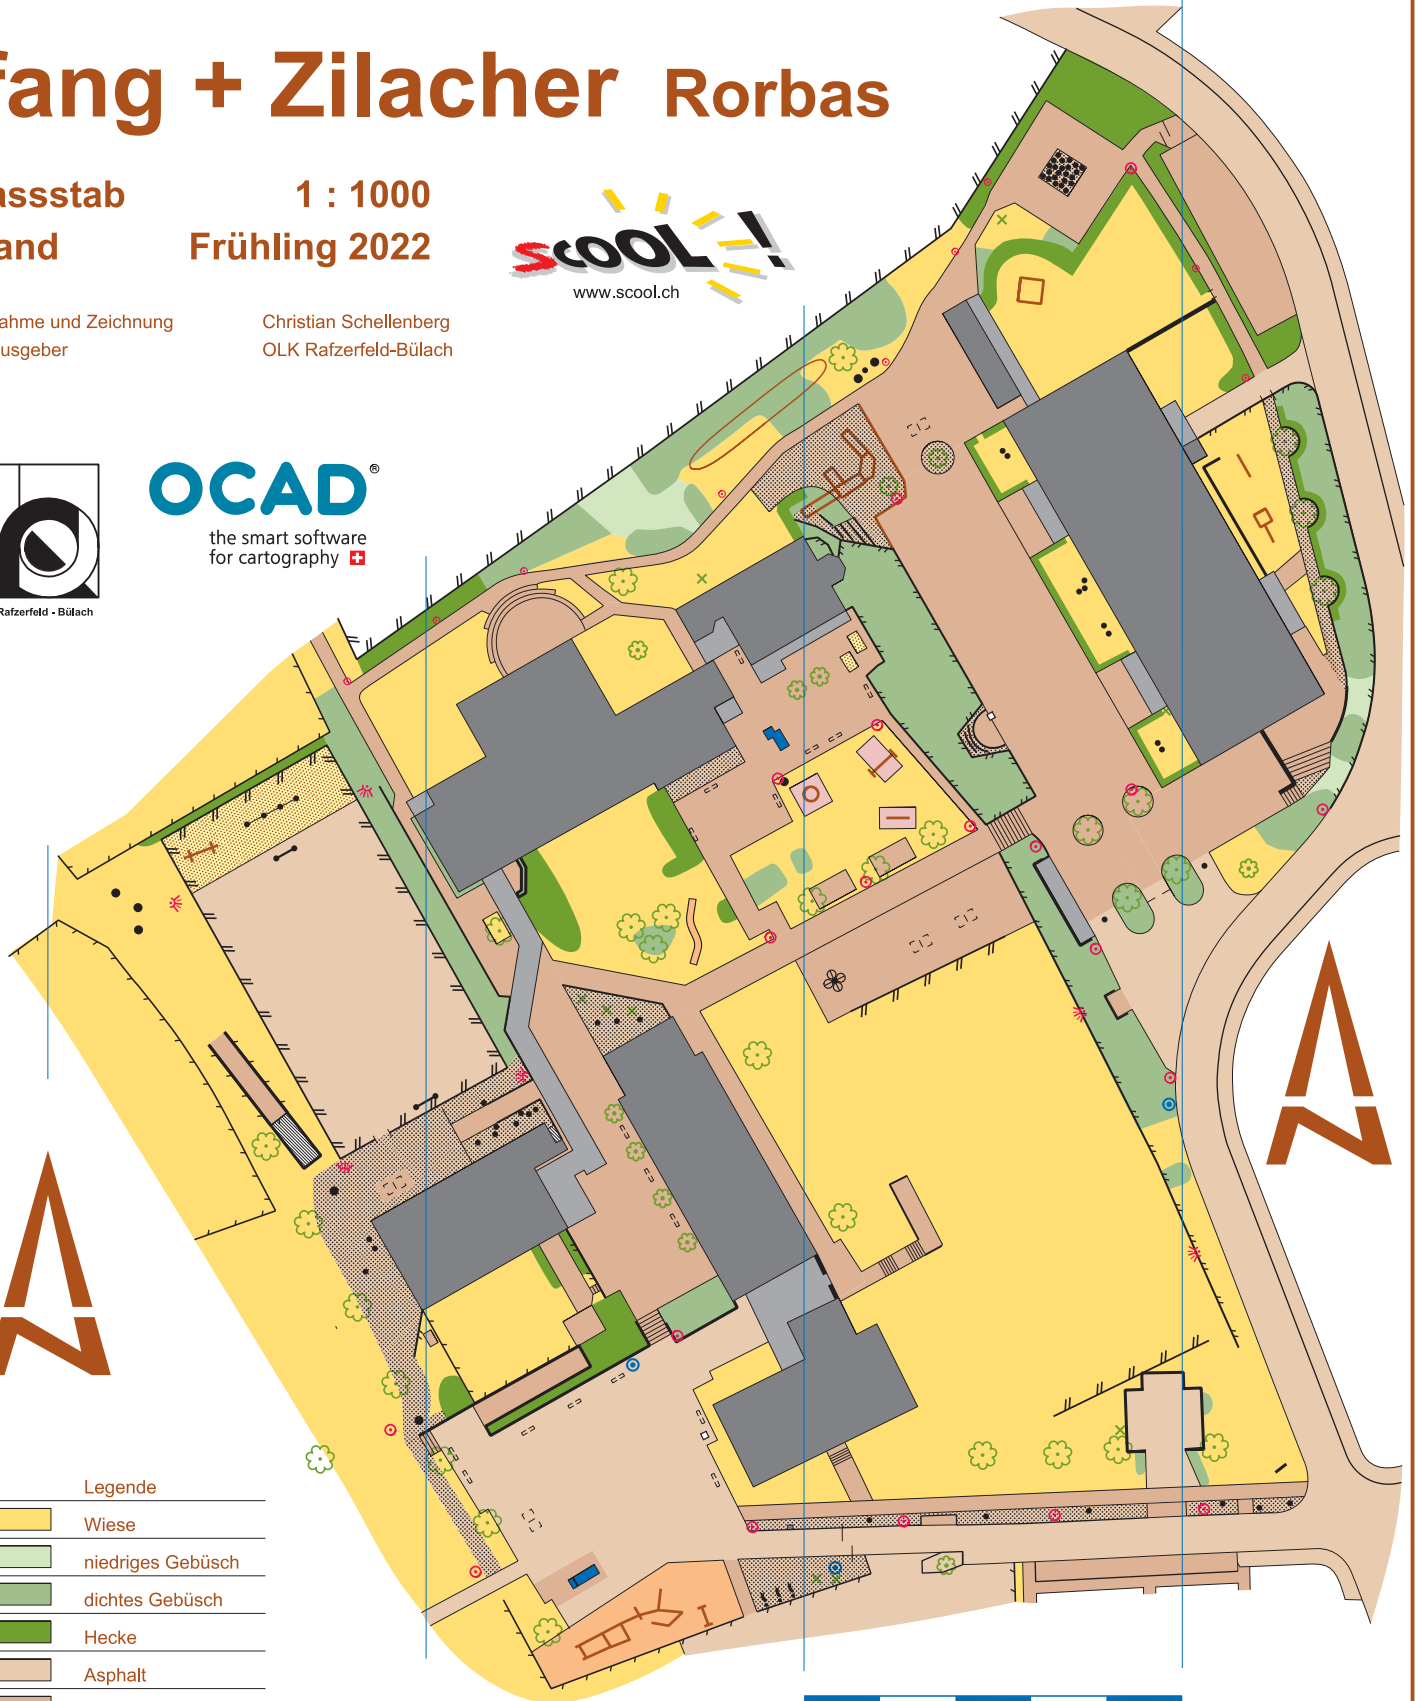 fang + Zilacher Rorbas
assstab 1 : 1000
and Frühling 2022
scool !
www.scool.ch
ahme und Zeichnung Christian Schellenberg
usgeber OLK Rafzerfeld-Bülach
OCAD®
the smart software
for cartography
Rafzerfeld - Bülach
N
N
Legende
Wiese
niedriges Gebüsch
dichtes Gebüsch
Hecke
Asphalt